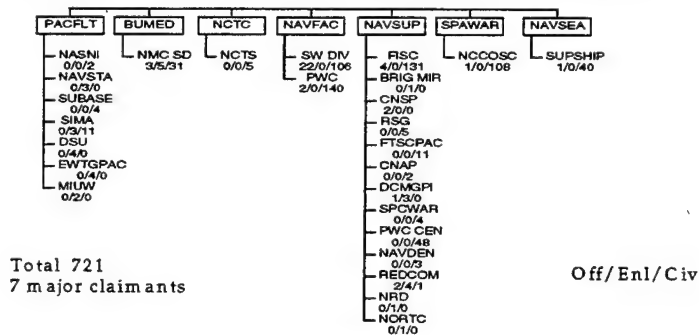 PACFLT
BUMED
NCTC
NAVFAC
NAVSUP
SPAWAR
NAVSEA
NASNI
0/0/2
NAVSTA
0/3/0
SUBASE
0/0/4
SIMA
0/3/11
DSU
0/4/0
EWTGPAC
0/4/0
MIUW
0/2/0
NMC SD
3/5/31
NCTS
0/0/5
SW DIV
22/0/106
PWC
2/0/140
FISC
4/0/131
BRIG MIR
0/1/0
CNSP
2/0/0
RSG
0/0/5
FTSCPAC
0/0/11
CNAP
0/0/2
DCMGPI
1/3/0
SPCWAR
0/0/4
PWC CEN
0/0/48
NAVDEN
0/0/3
REDCOM
2/4/1
NRD
0/1/0
NORTC
0/1/0
NCCOSC
1/0/108
SUPSHIP
1/0/40
Total 721
7 major claimants
Off/Enl/Civ